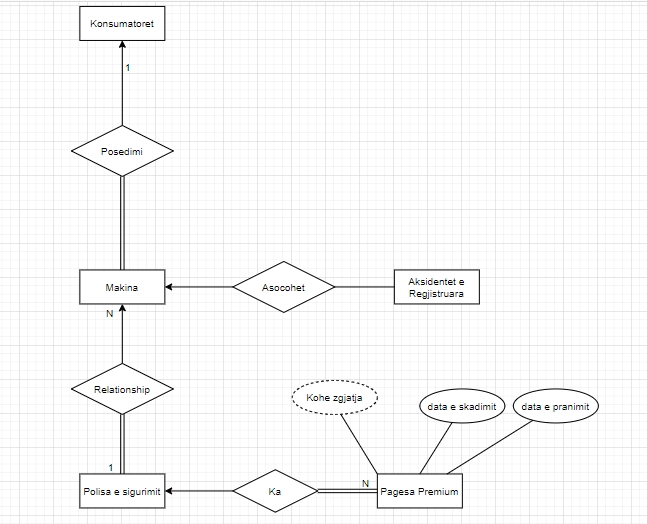 Konsumatoret
1
Posedimi
Makina
Asocohet
Aksidentet e
Regjistruara
N
Relationship
Kohe zgjatja
data e skadimit
data e pranimit
1
Polisa e sigurimit
Ka
N
Pagesa Premium